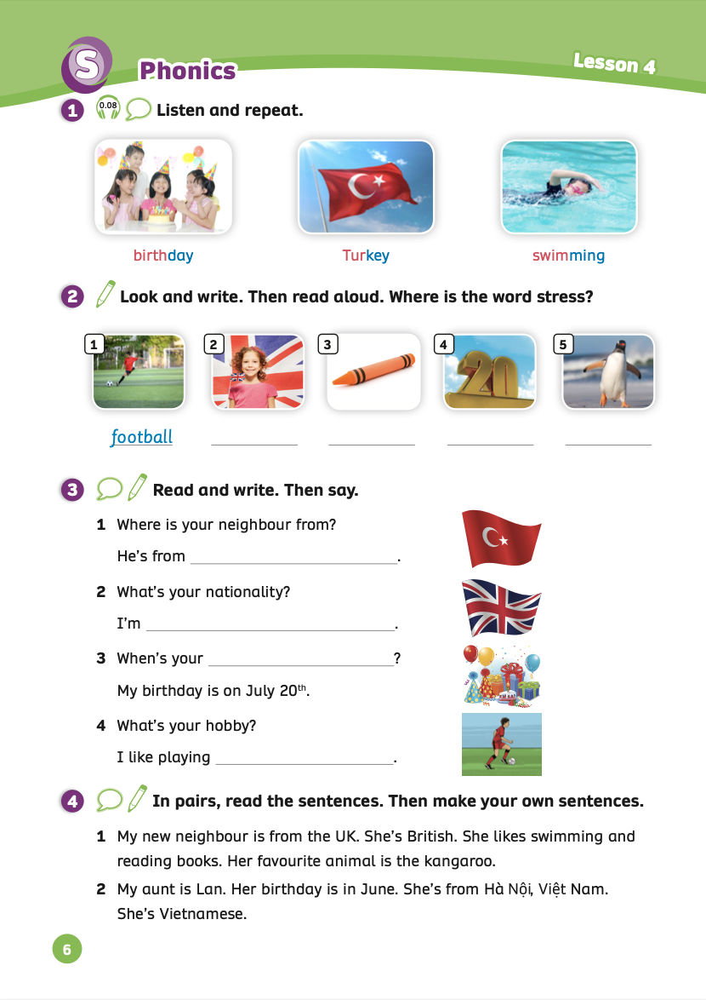 S Phonics
Lesson 4
1 0.08 Listen and repeat.
birthday Turkey swimming
2 Look and write. Then read aloud. Where is the word stress?
1 2 3 4 5
20
football
3 Read and write. Then say.
1 Where is your neighbour from?
He's from ____________.
2 What's your nationality?
I'm ____________.
3 When's your ____________?
My birthday is on July 20th.
4 What's your hobby?
I like playing ____________.
4 In pairs, read the sentences. Then make your own sentences.
1 My new neighbour is from the UK. She's British. She likes swimming and
reading books. Her favourite animal is the kangaroo.
2 My aunt is Lan. Her birthday is in June. She's from Hà Nội, Việt Nam.
She's Vietnamese.
6